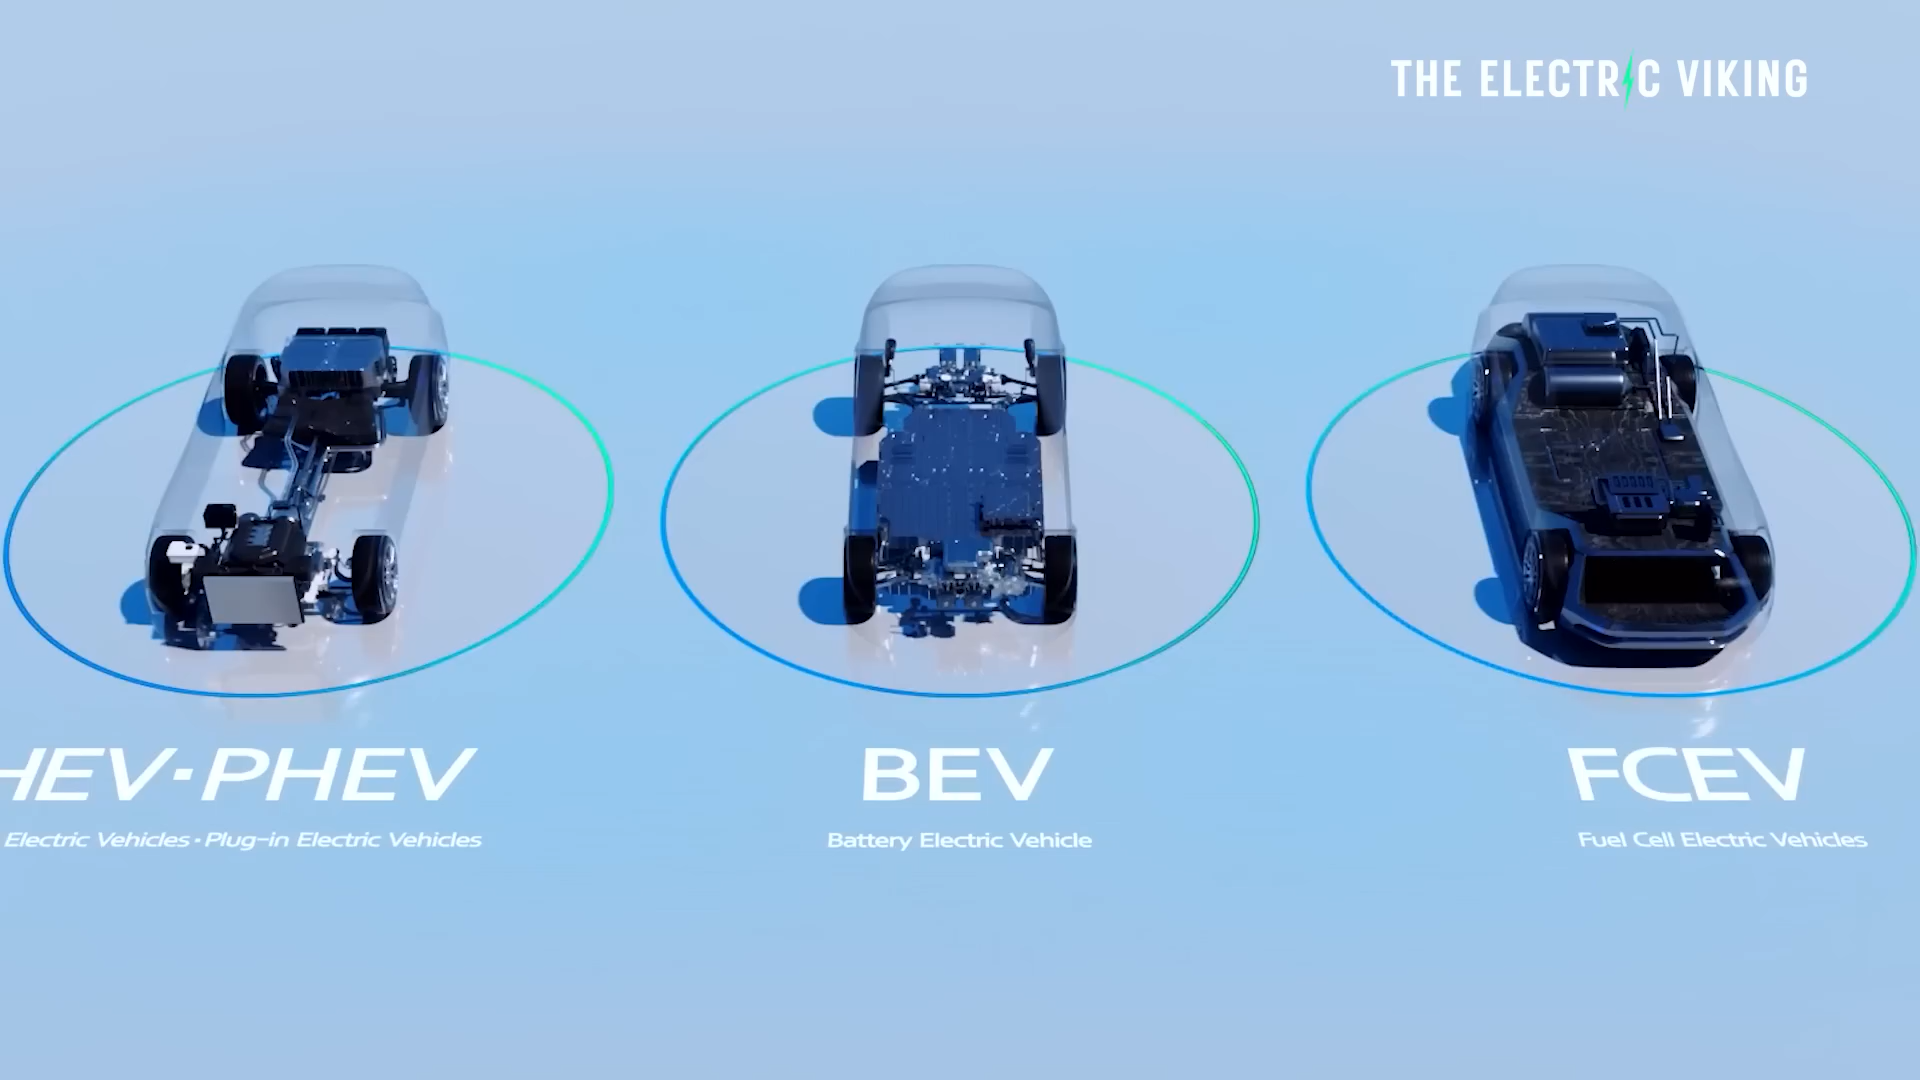 THE ELECTRIC VIKING
HEV·PHEV
BEV
FCEV
Electric Vehicles · Plug-in Electric Vehicles
Battery Electric Vehicle
Fuel Cell Electric Vehicles